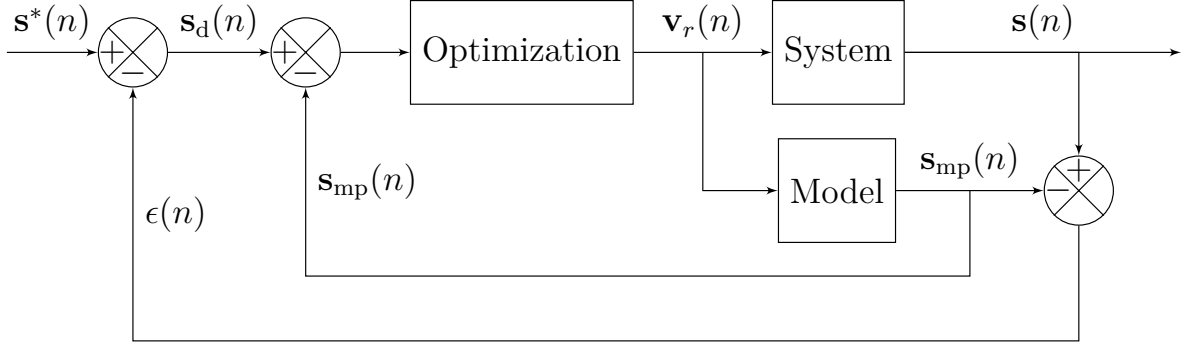 s*(n)
s_d(n)
v_r(n)
s(n)
+
−
+
−
Optimization
System
s_mp(n)
s_mp(n)
+
−
Model
ϵ(n)